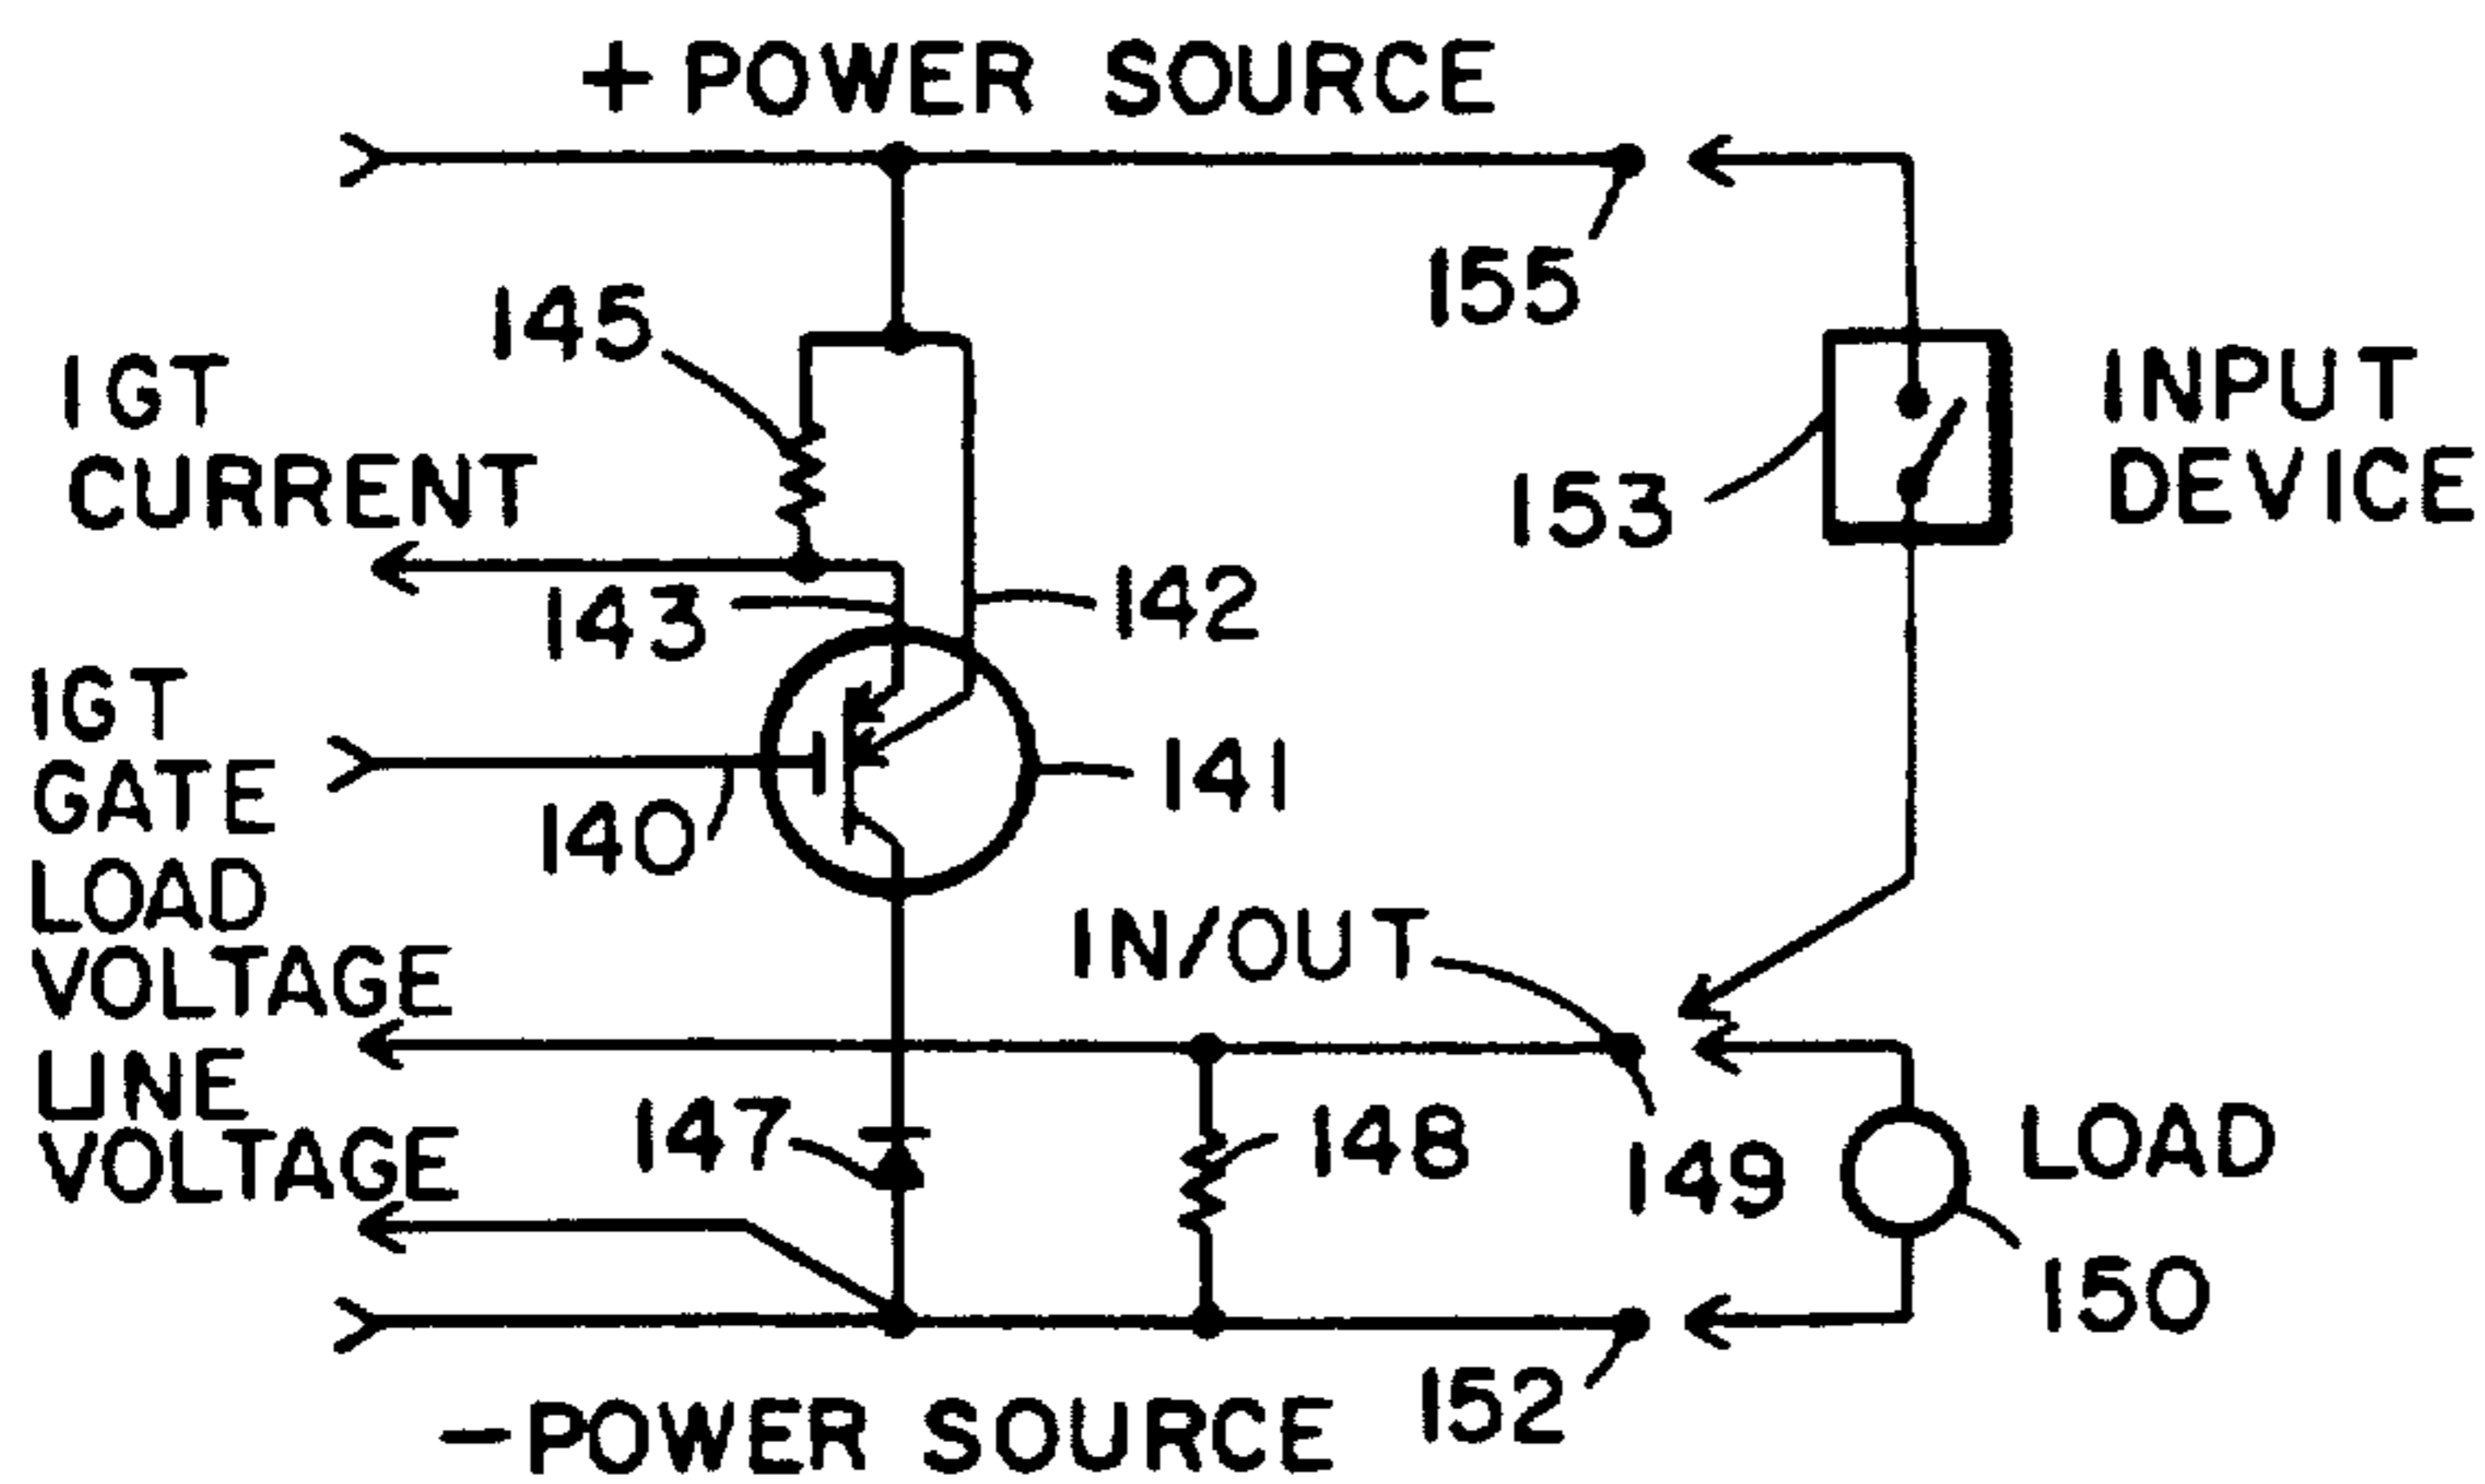 + POWER SOURCE
155
145
IGT
CURRENT
INPUT
DEVICE
153
143
142
IGT
GATE
141
140
LOAD
VOLTAGE
IN/OUT
LINE
VOLTAGE
147
148
149
LOAD
150
152
- POWER SOURCE